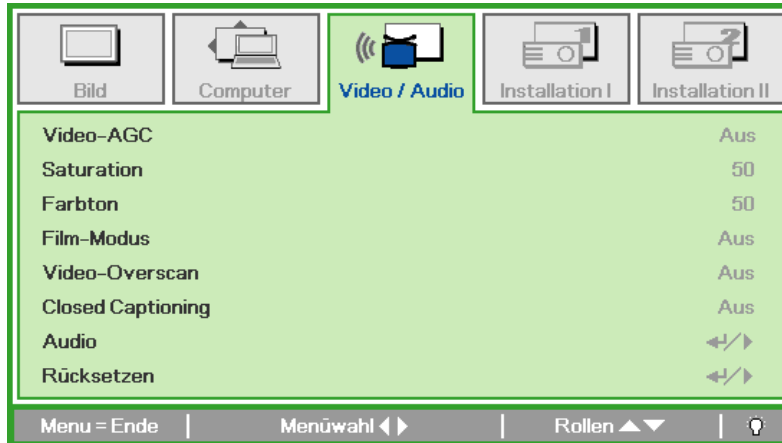 Bild Computer Video / Audio Installation I Installation II
Video-AGC Aus
Saturation 50
Farbton 50
Film-Modus Aus
Video-Overscan Aus
Closed Captioning Aus
Audio
Rücksetzen
Menu = Ende Menüwahl Rollen